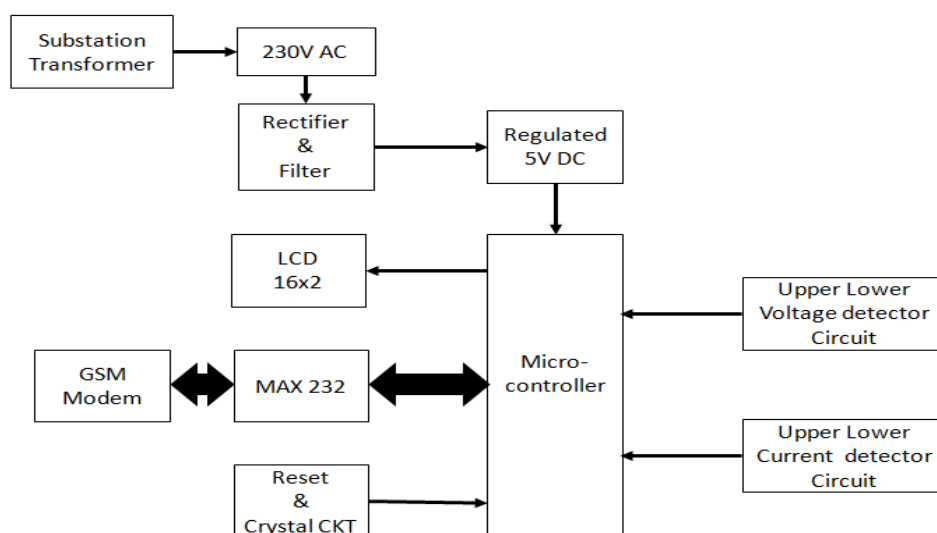 Substation
Transformer
230V AC
Rectifier
&
Filter
Regulated
5V DC
LCD
16x2
Upper Lower
Voltage detector
Circuit
GSM
Modem
MAX 232
Micro-
controller
Upper Lower
Current detector
Circuit
Reset
&
Crystal CKT